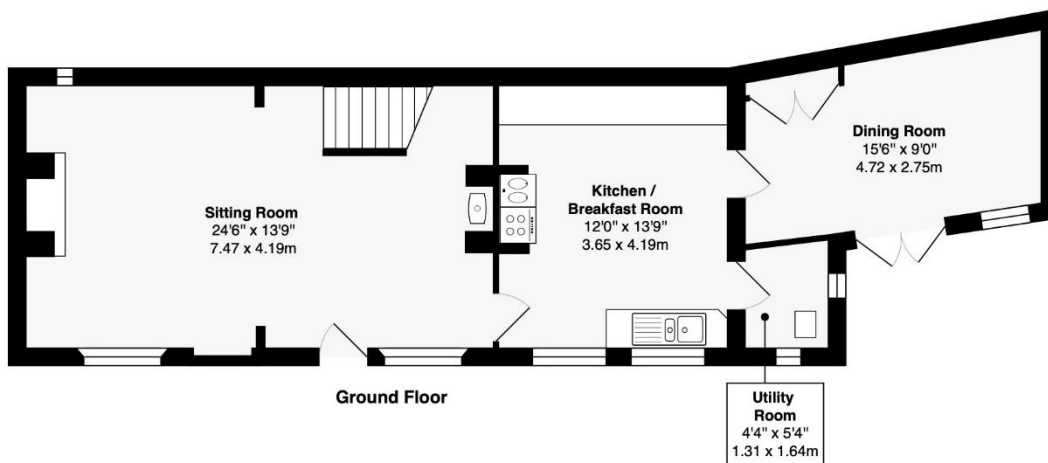 Sitting Room
24'6" x 13'9"
7.47 x 4.19m
Kitchen /
Breakfast Room
12'0" x 13'9"
3.65 x 4.19m
Dining Room
15'6" x 9'0"
4.72 x 2.75m
Ground Floor
Utility
Room
4'4" x 5'4"
1.31 x 1.64m